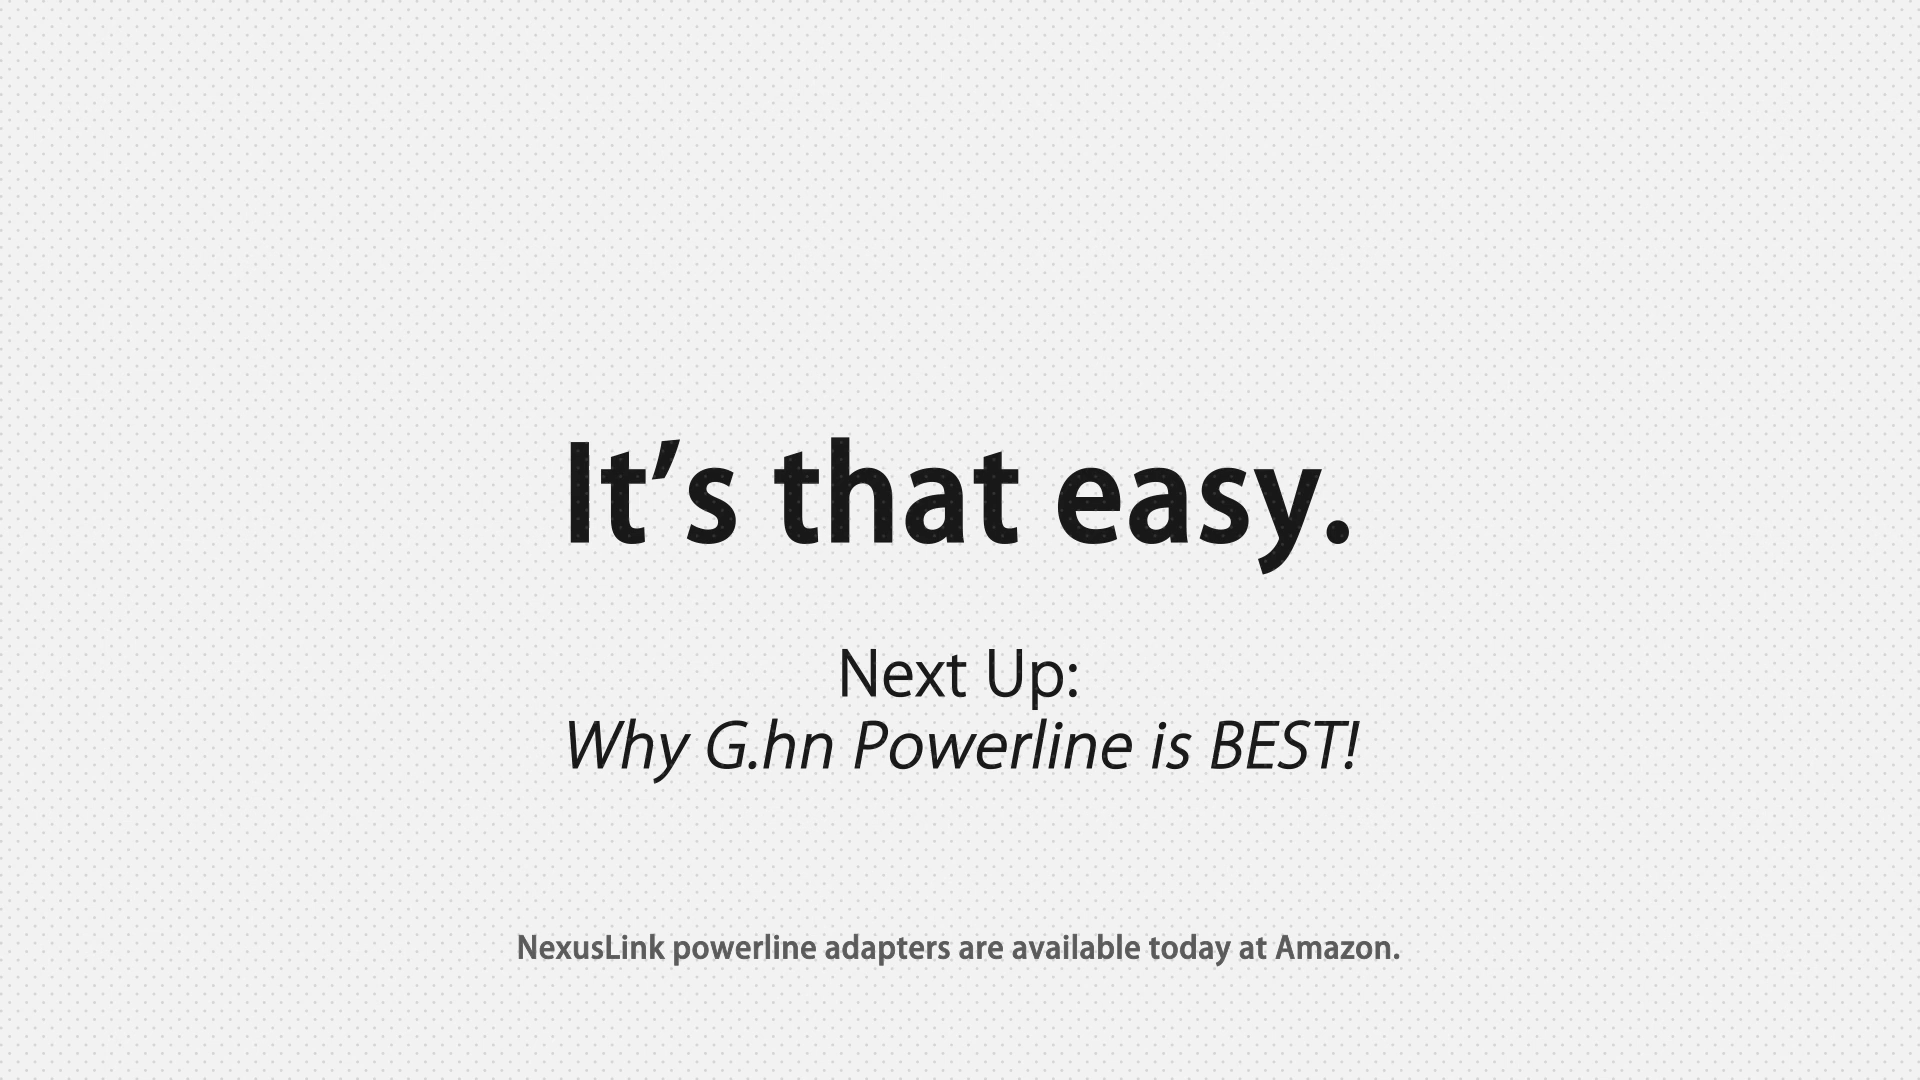 It’s that easy.
Next Up:
Why G.hn Powerline is BEST!
NexusLink powerline adapters are available today at Amazon.